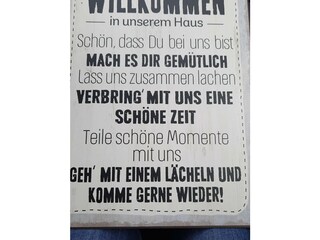 WILLKOMMEN
in unserem Haus
Schön, dass Du bei uns bist
MACH ES DIR GEMÜTLICH
Lass uns zusammen lachen
VERBRING' MIT UNS EINE
SCHÖNE ZEIT
Teile schöne Momente
mit uns
GEH' MIT EINEM LÄCHELN UND
KOMME GERNE WIEDER!